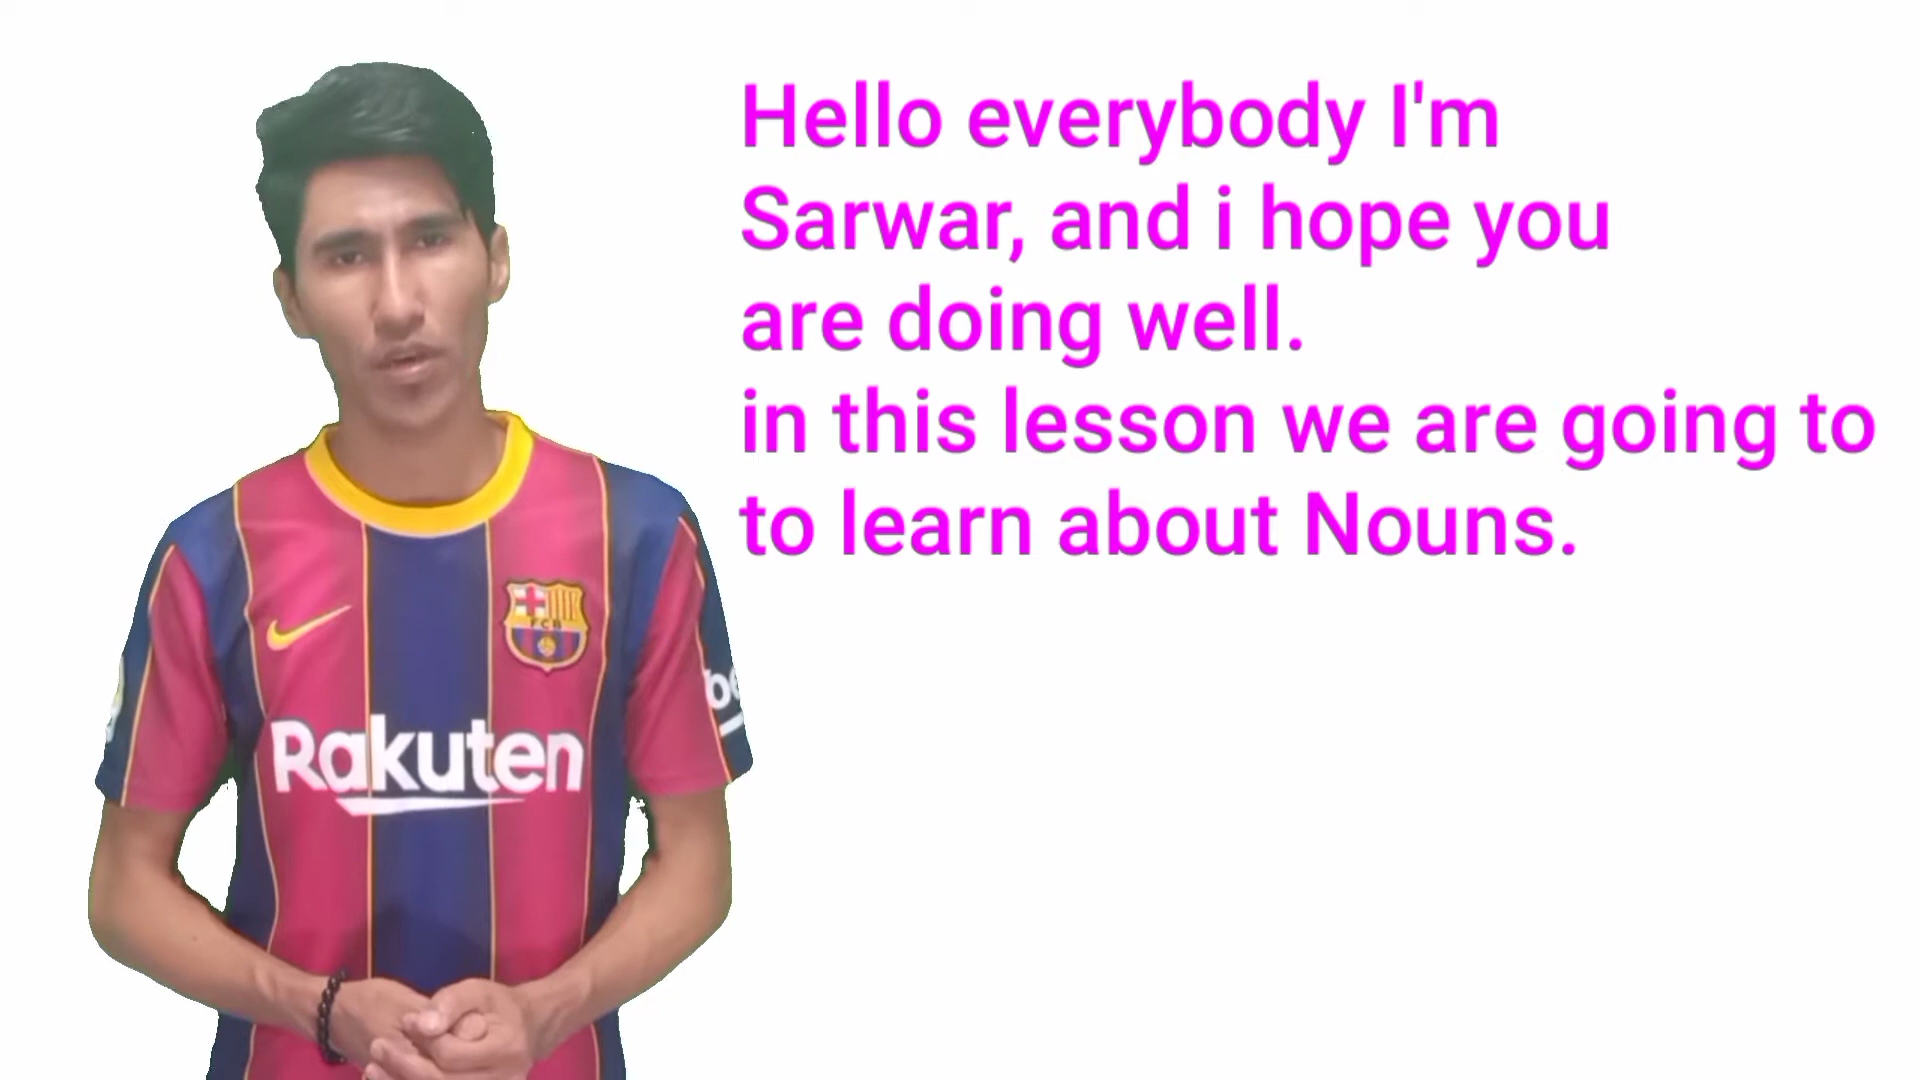 Hello everybody I'm
Sarwar, and i hope you
are doing well.
in this lesson we are going to
to learn about Nouns.
FCB
Rakuten